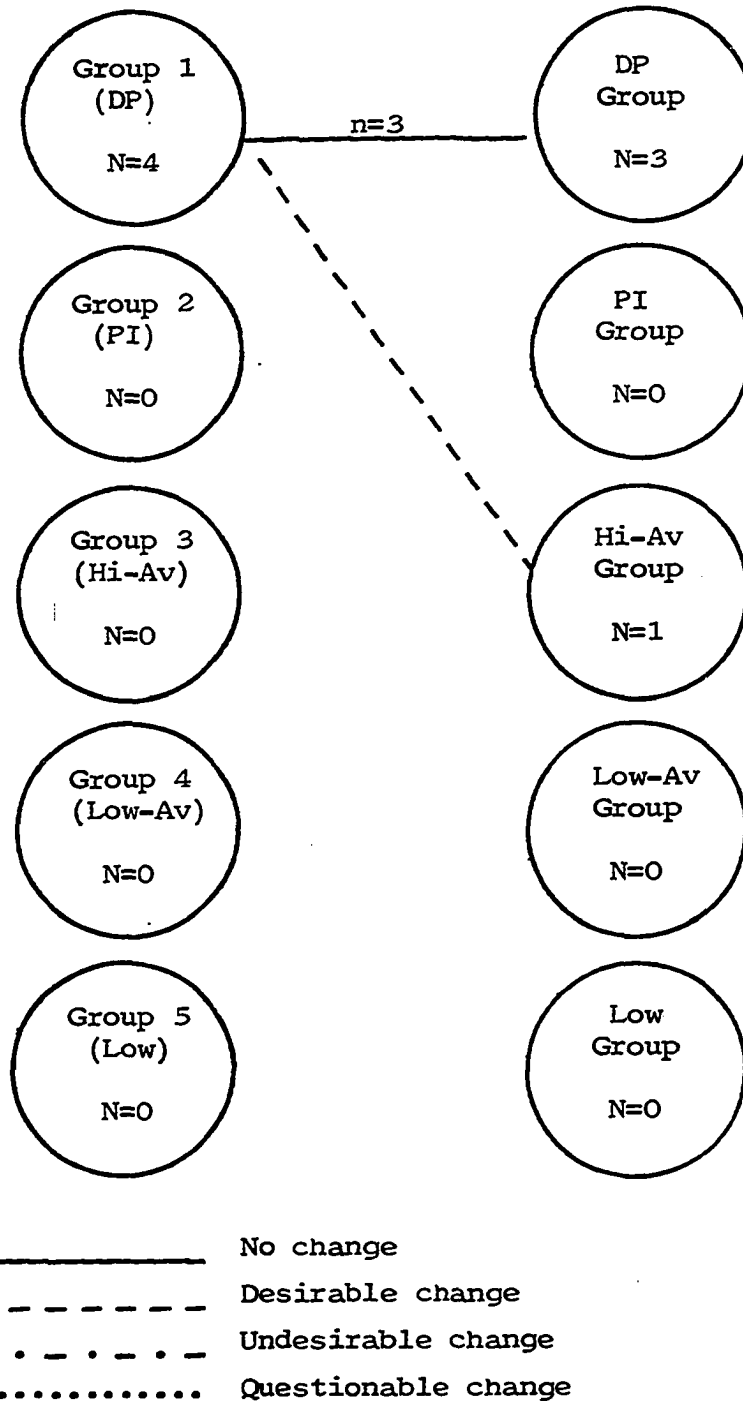 Group 1
(DP)
N=4
n=3
DP
Group
N=3
Group 2
(PI)
N=0
PI
Group
N=0
Group 3
(Hi-Av)
N=0
Hi-Av
Group
N=1
Group 4
(Low-Av)
N=0
Low-Av
Group
N=0
Group 5
(Low)
N=0
Low
Group
N=0
No change
Desirable change
Undesirable change
Questionable change